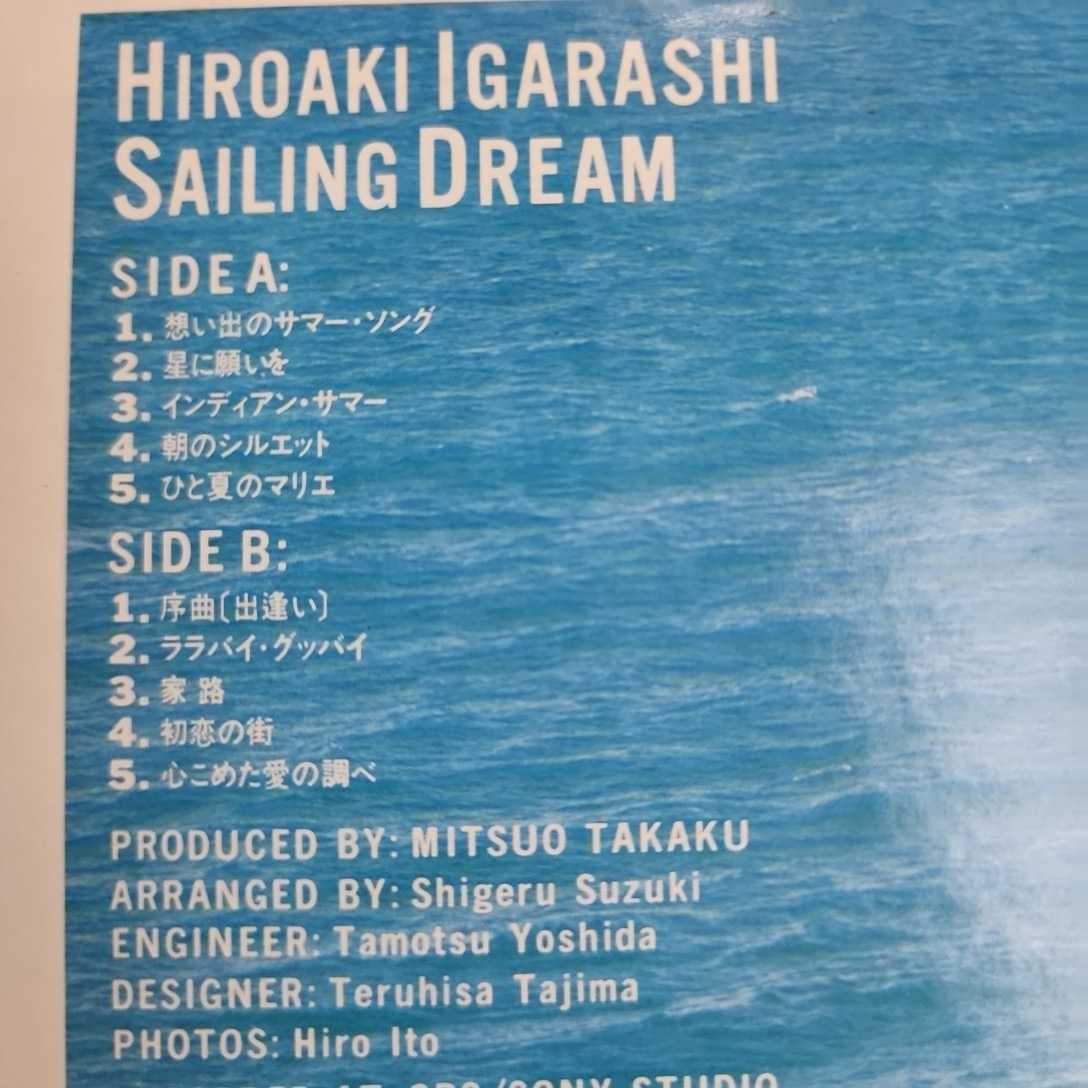 HIROAKI IGARASHI
SAILING DREAM
SIDE A:
1. 想い出のサマー・ソング
2. 星に願いを
3. インディアン・サマー
4. 朝のシルエット
5. ひと夏のマリエ
SIDE B:
1. 序曲〔出逢い〕
2. ララバイ・グッバイ
3. 家 路
4. 初恋の街
5. 心こめた愛の調べ
PRODUCED BY: MITSUO TAKAKU
ARRANGED BY: Shigeru Suzuki
ENGINEER: Tamotsu Yoshida
DESIGNER: Teruhisa Tajima
PHOTOS: Hiro Ito
AT CBS/SONY STUDIO